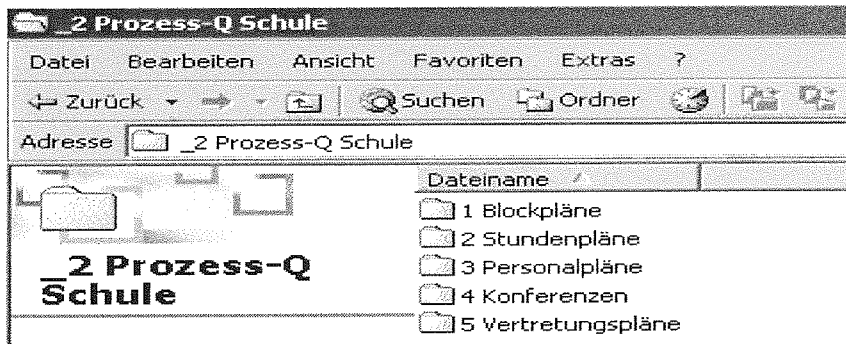 _2 Prozess-Q Schule
Datei Bearbeiten Ansicht Favoriten Extras ?
Zurück Suchen Ordner
Adresse _2 Prozess-Q Schule
_2 Prozess-Q
Schule
Dateiname
1 Blockpläne
2 Stundenpläne
3 Personalpläne
4 Konferenzen
5 Vertretungspläne